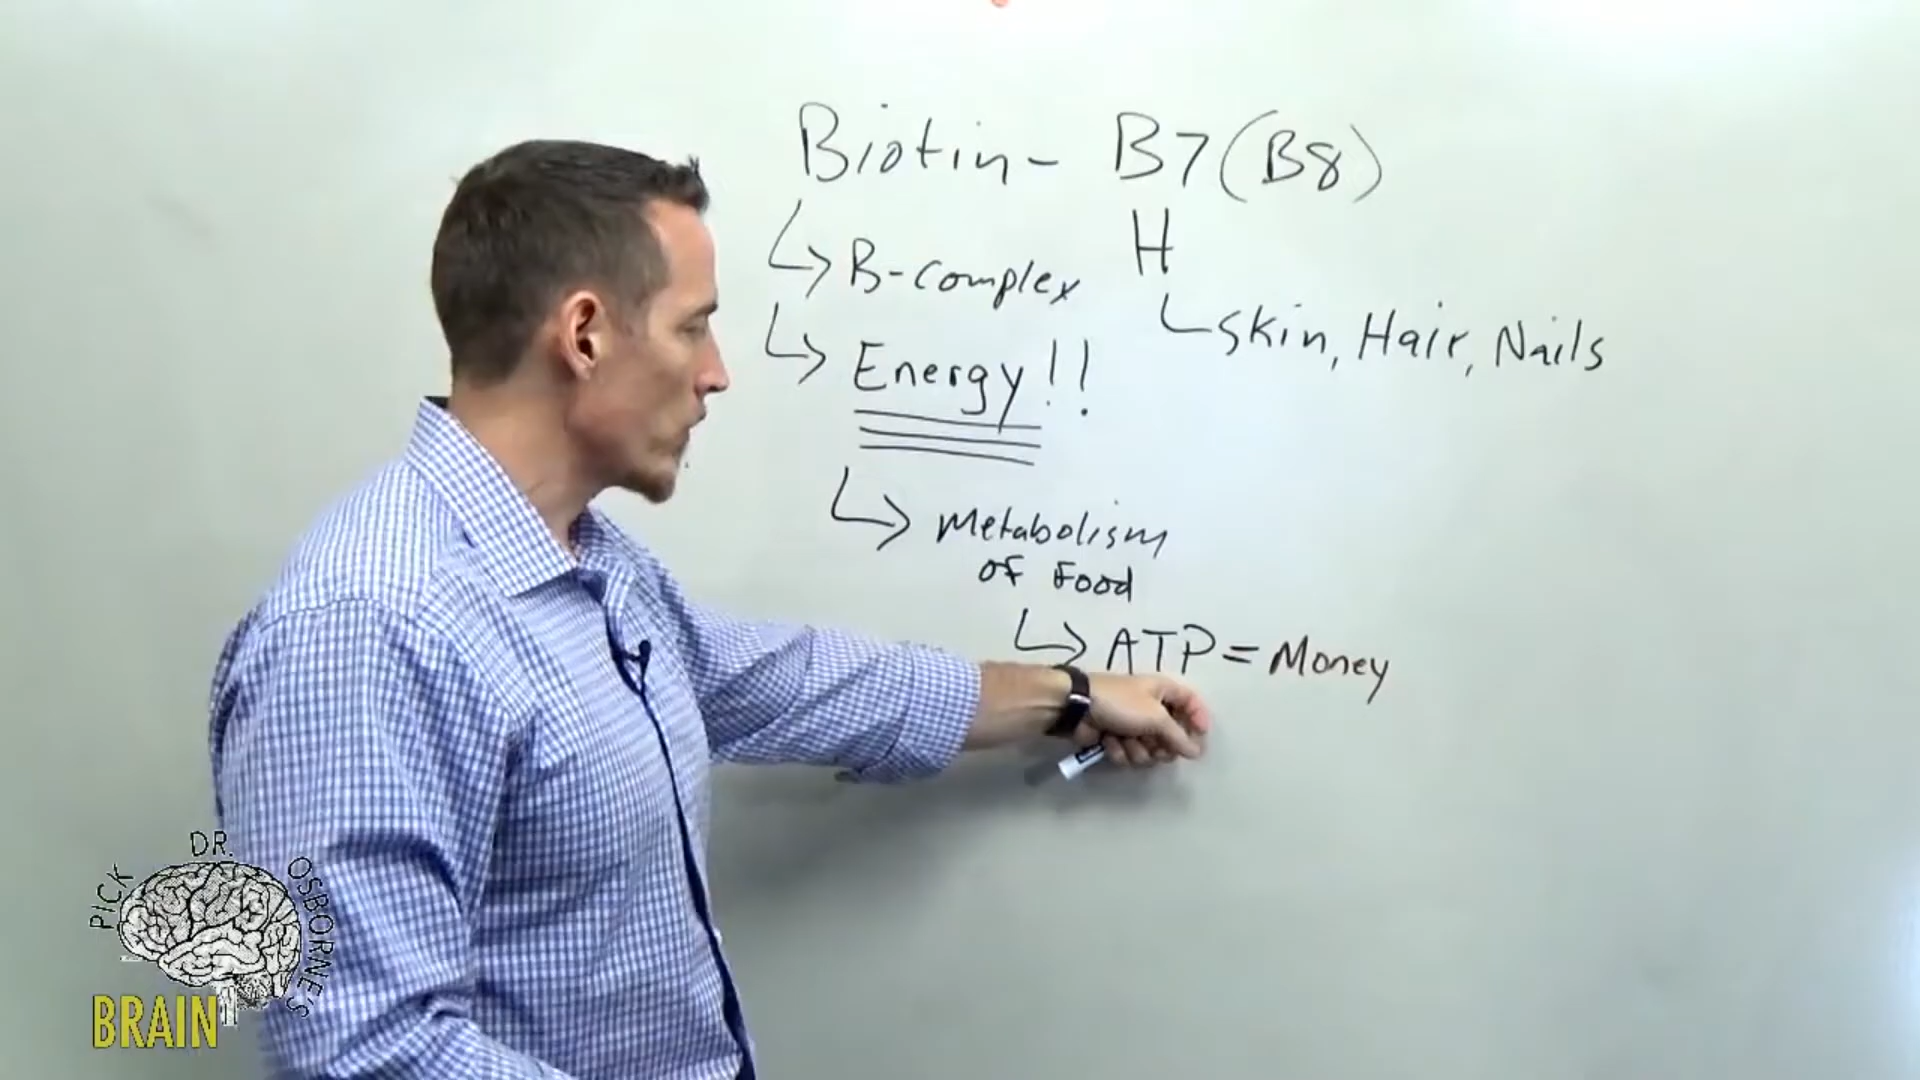 Biotin - B7 (B8)
H
B-complex
skin, Hair, Nails
Energy!!
Metabolism
of Food
ATP = Money
PICK DR. OSBORNE'S
BRAIN